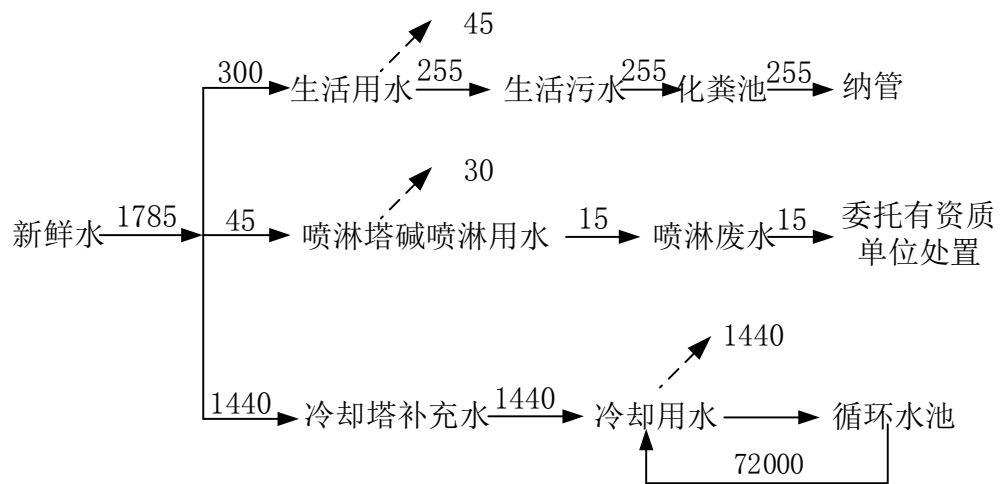 45
300
生活用水
255
生活污水
255
化粪池
255
纳管
30
新鲜水
1785
45
喷淋塔碱喷淋用水
15
喷淋废水
15
委托有资质
单位处置
1440
1440
冷却塔补充水
1440
冷却用水
循环水池
72000